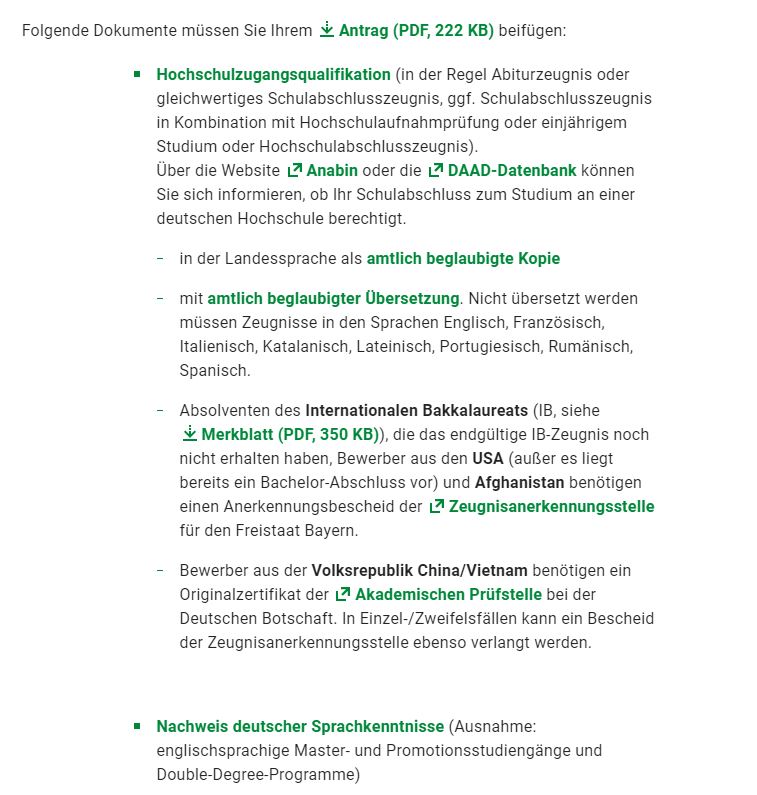 Folgende Dokumente müssen Sie Ihrem Antrag (PDF, 222 KB) beifügen:
Hochschulzugangsqualifikation (in der Regel Abiturzeugnis oder
gleichwertiges Schulabschlusszeugnis, ggf. Schulabschlusszeugnis
in Kombination mit Hochschulaufnahmprüfung oder einjährigem
Studium oder Hochschulabschlusszeugnis).
Über die Website Anabin oder die DAAD-Datenbank können
Sie sich informieren, ob Ihr Schulabschluss zum Studium an einer
deutschen Hochschule berechtigt.
– in der Landessprache als amtlich beglaubigte Kopie
– mit amtlich beglaubigter Übersetzung. Nicht übersetzt werden
müssen Zeugnisse in den Sprachen Englisch, Französisch,
Italienisch, Katalanisch, Lateinisch, Portugiesisch, Rumänisch,
Spanisch.
– Absolventen des Internationalen Bakkalaureats (IB, siehe
Merkblatt (PDF, 350 KB)), die das endgültige IB-Zeugnis noch
nicht erhalten haben, Bewerber aus den USA (außer es liegt
bereits ein Bachelor-Abschluss vor) und Afghanistan benötigen
einen Anerkennungsbescheid der Zeugnisanerkennungsstelle
für den Freistaat Bayern.
– Bewerber aus der Volksrepublik China/Vietnam benötigen ein
Originalzertifikat der Akademischen Prüfstelle bei der
Deutschen Botschaft. In Einzel-/Zweifelsfällen kann ein Bescheid
der Zeugnisanerkennungsstelle ebenso verlangt werden.
Nachweis deutscher Sprachkenntnisse (Ausnahme:
englischsprachige Master- und Promotionsstudiengänge und
Double-Degree-Programme)